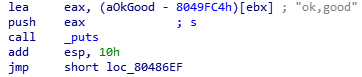 lea eax, (aOkGood - 8049FC4h)[ebx] ; "ok,good"
push eax ; s
call _puts
add esp, 10h
jmp short loc_80486EF